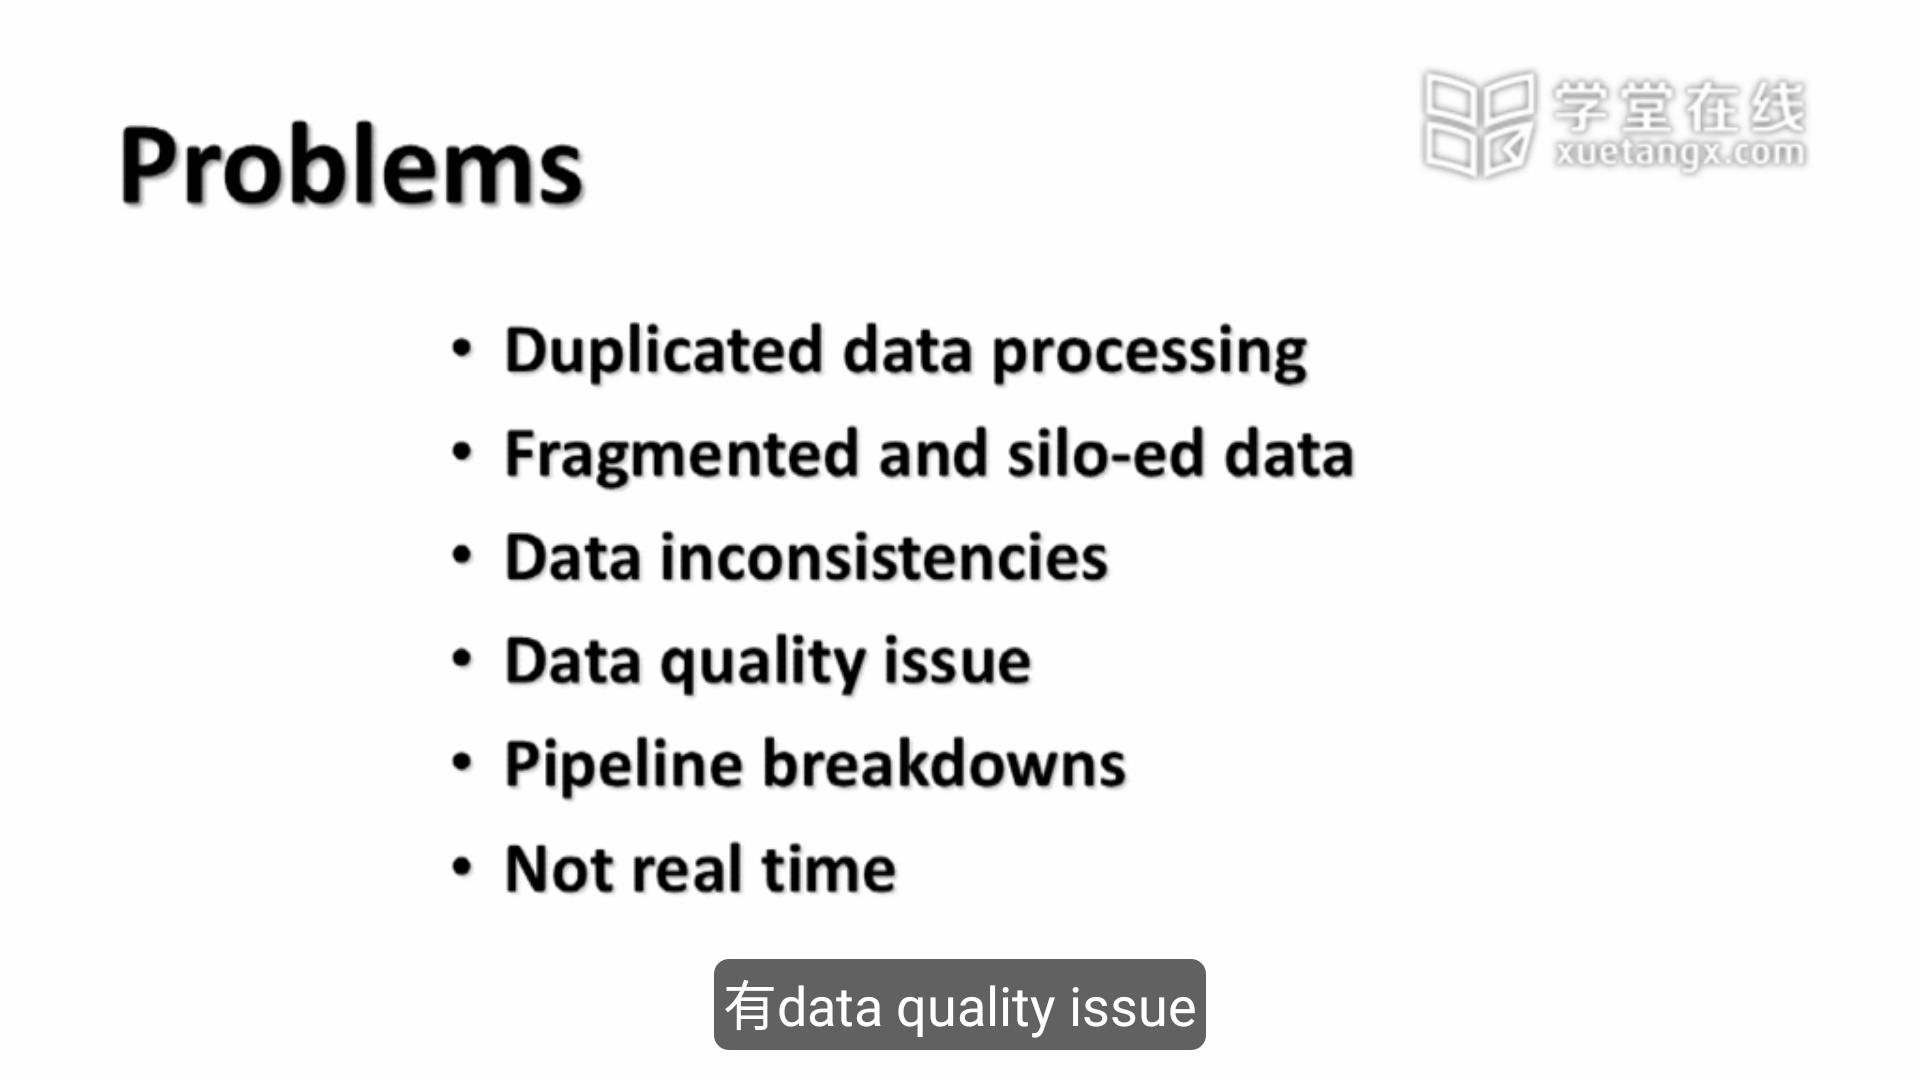 学堂在线
xuetangx.com
Problems
• Duplicated data processing
• Fragmented and silo-ed data
• Data inconsistencies
• Data quality issue
• Pipeline breakdowns
• Not real time
有data quality issue